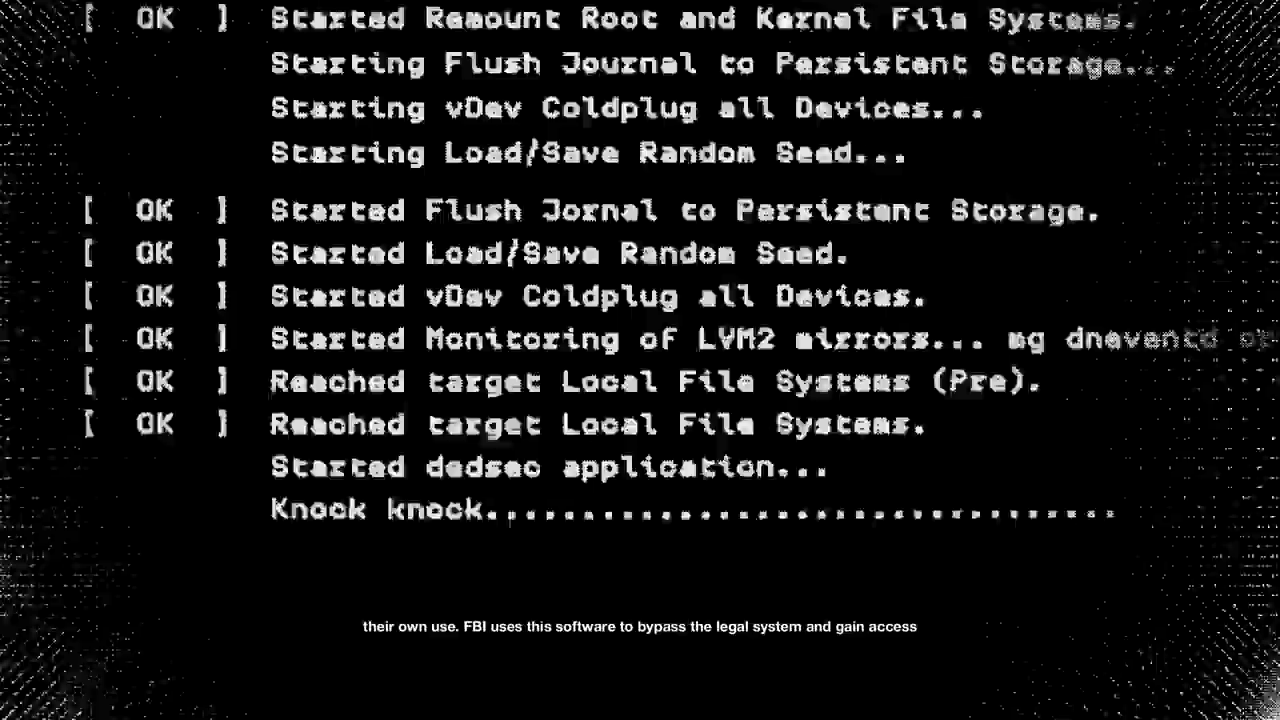 [ OK ] Started Remount Root and Kernel File Systems.
Starting Flush Journal to Persistent Storage...
Starting vDev Coldplug all Devices...
Starting Load/Save Random Seed...
[ OK ] Started Flush Jornal to Persistent Storage.
[ OK ] Started Load/Save Random Seed.
[ OK ] Started vDev Coldplug all Devices.
[ OK ] Started Monitoring of LVM2 mirrors... mg dneventd or
[ OK ] Reached target Local File Systems (Pre).
[ OK ] Reached target Local File Systems.
Started dedsec application...
Knock knock.................................
their own use. FBI uses this software to bypass the legal system and gain access